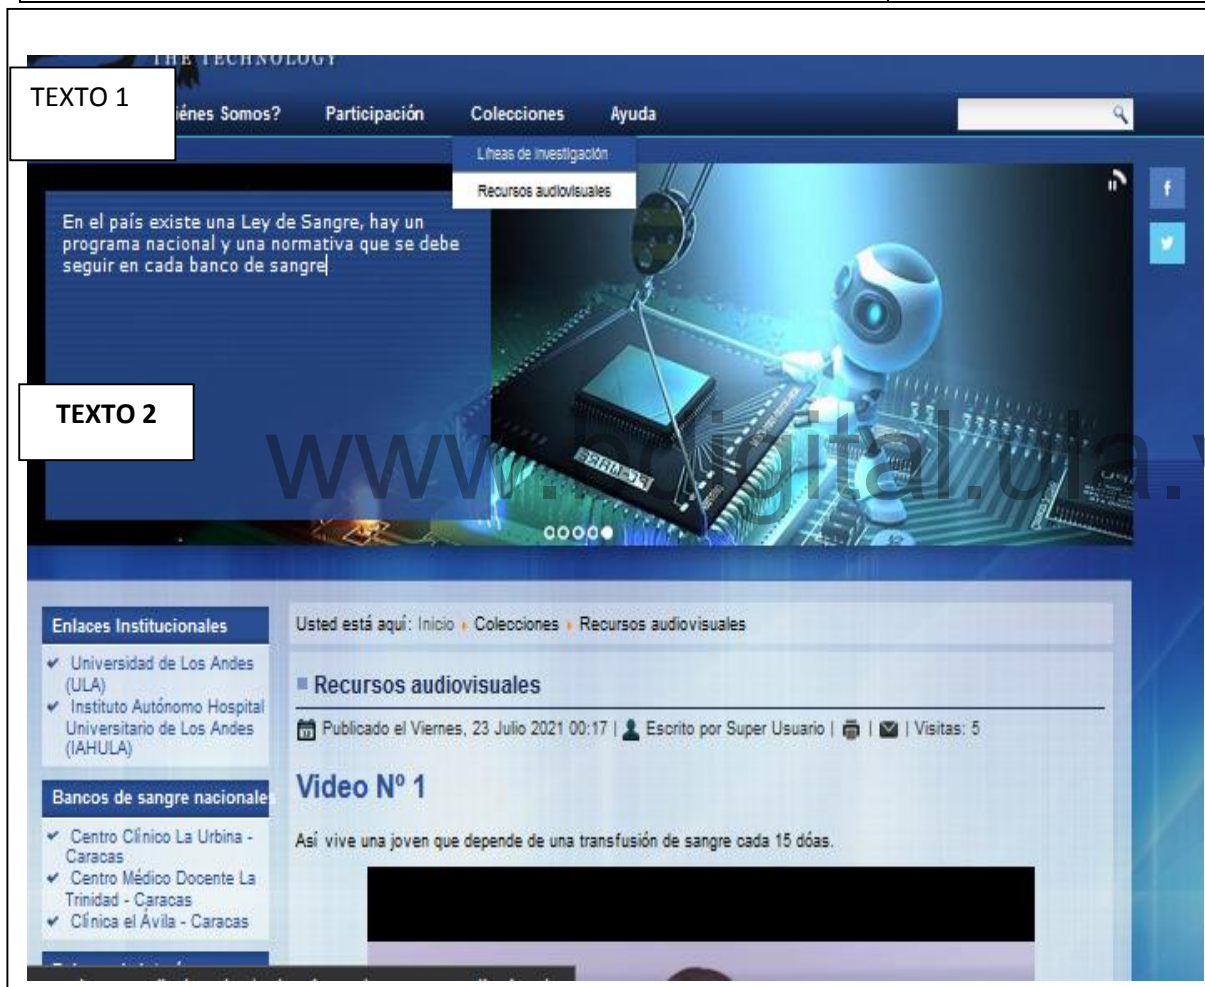 THE TECHNOLOGY
TEXTO 1
iénes Somos? Participación Colecciones Ayuda
Líneas de investigación
Recursos audiovisuales
En el país existe una Ley de Sangre, hay un
programa nacional y una normativa que se debe
seguir en cada banco de sangre
TEXTO 2
www.bdigital.ula.v
Enlaces Institucionales
Universidad de Los Andes
(ULA)
Instituto Autónomo Hospital
Universitario de Los Andes
(IAHULA)
Bancos de sangre nacionales
Centro Clínico La Urbina -
Caracas
Centro Médico Docente La
Trinidad - Caracas
Clínica el Ávila - Caracas
Usted está aquí: Inicio Colecciones Recursos audiovisuales
Recursos audiovisuales
Publicado el Viernes, 23 Julio 2021 00:17 | Escrito por Super Usuario | | | Visitas: 5
Video Nº 1
Así vive una joven que depende de una transfusión de sangre cada 15 dóas.